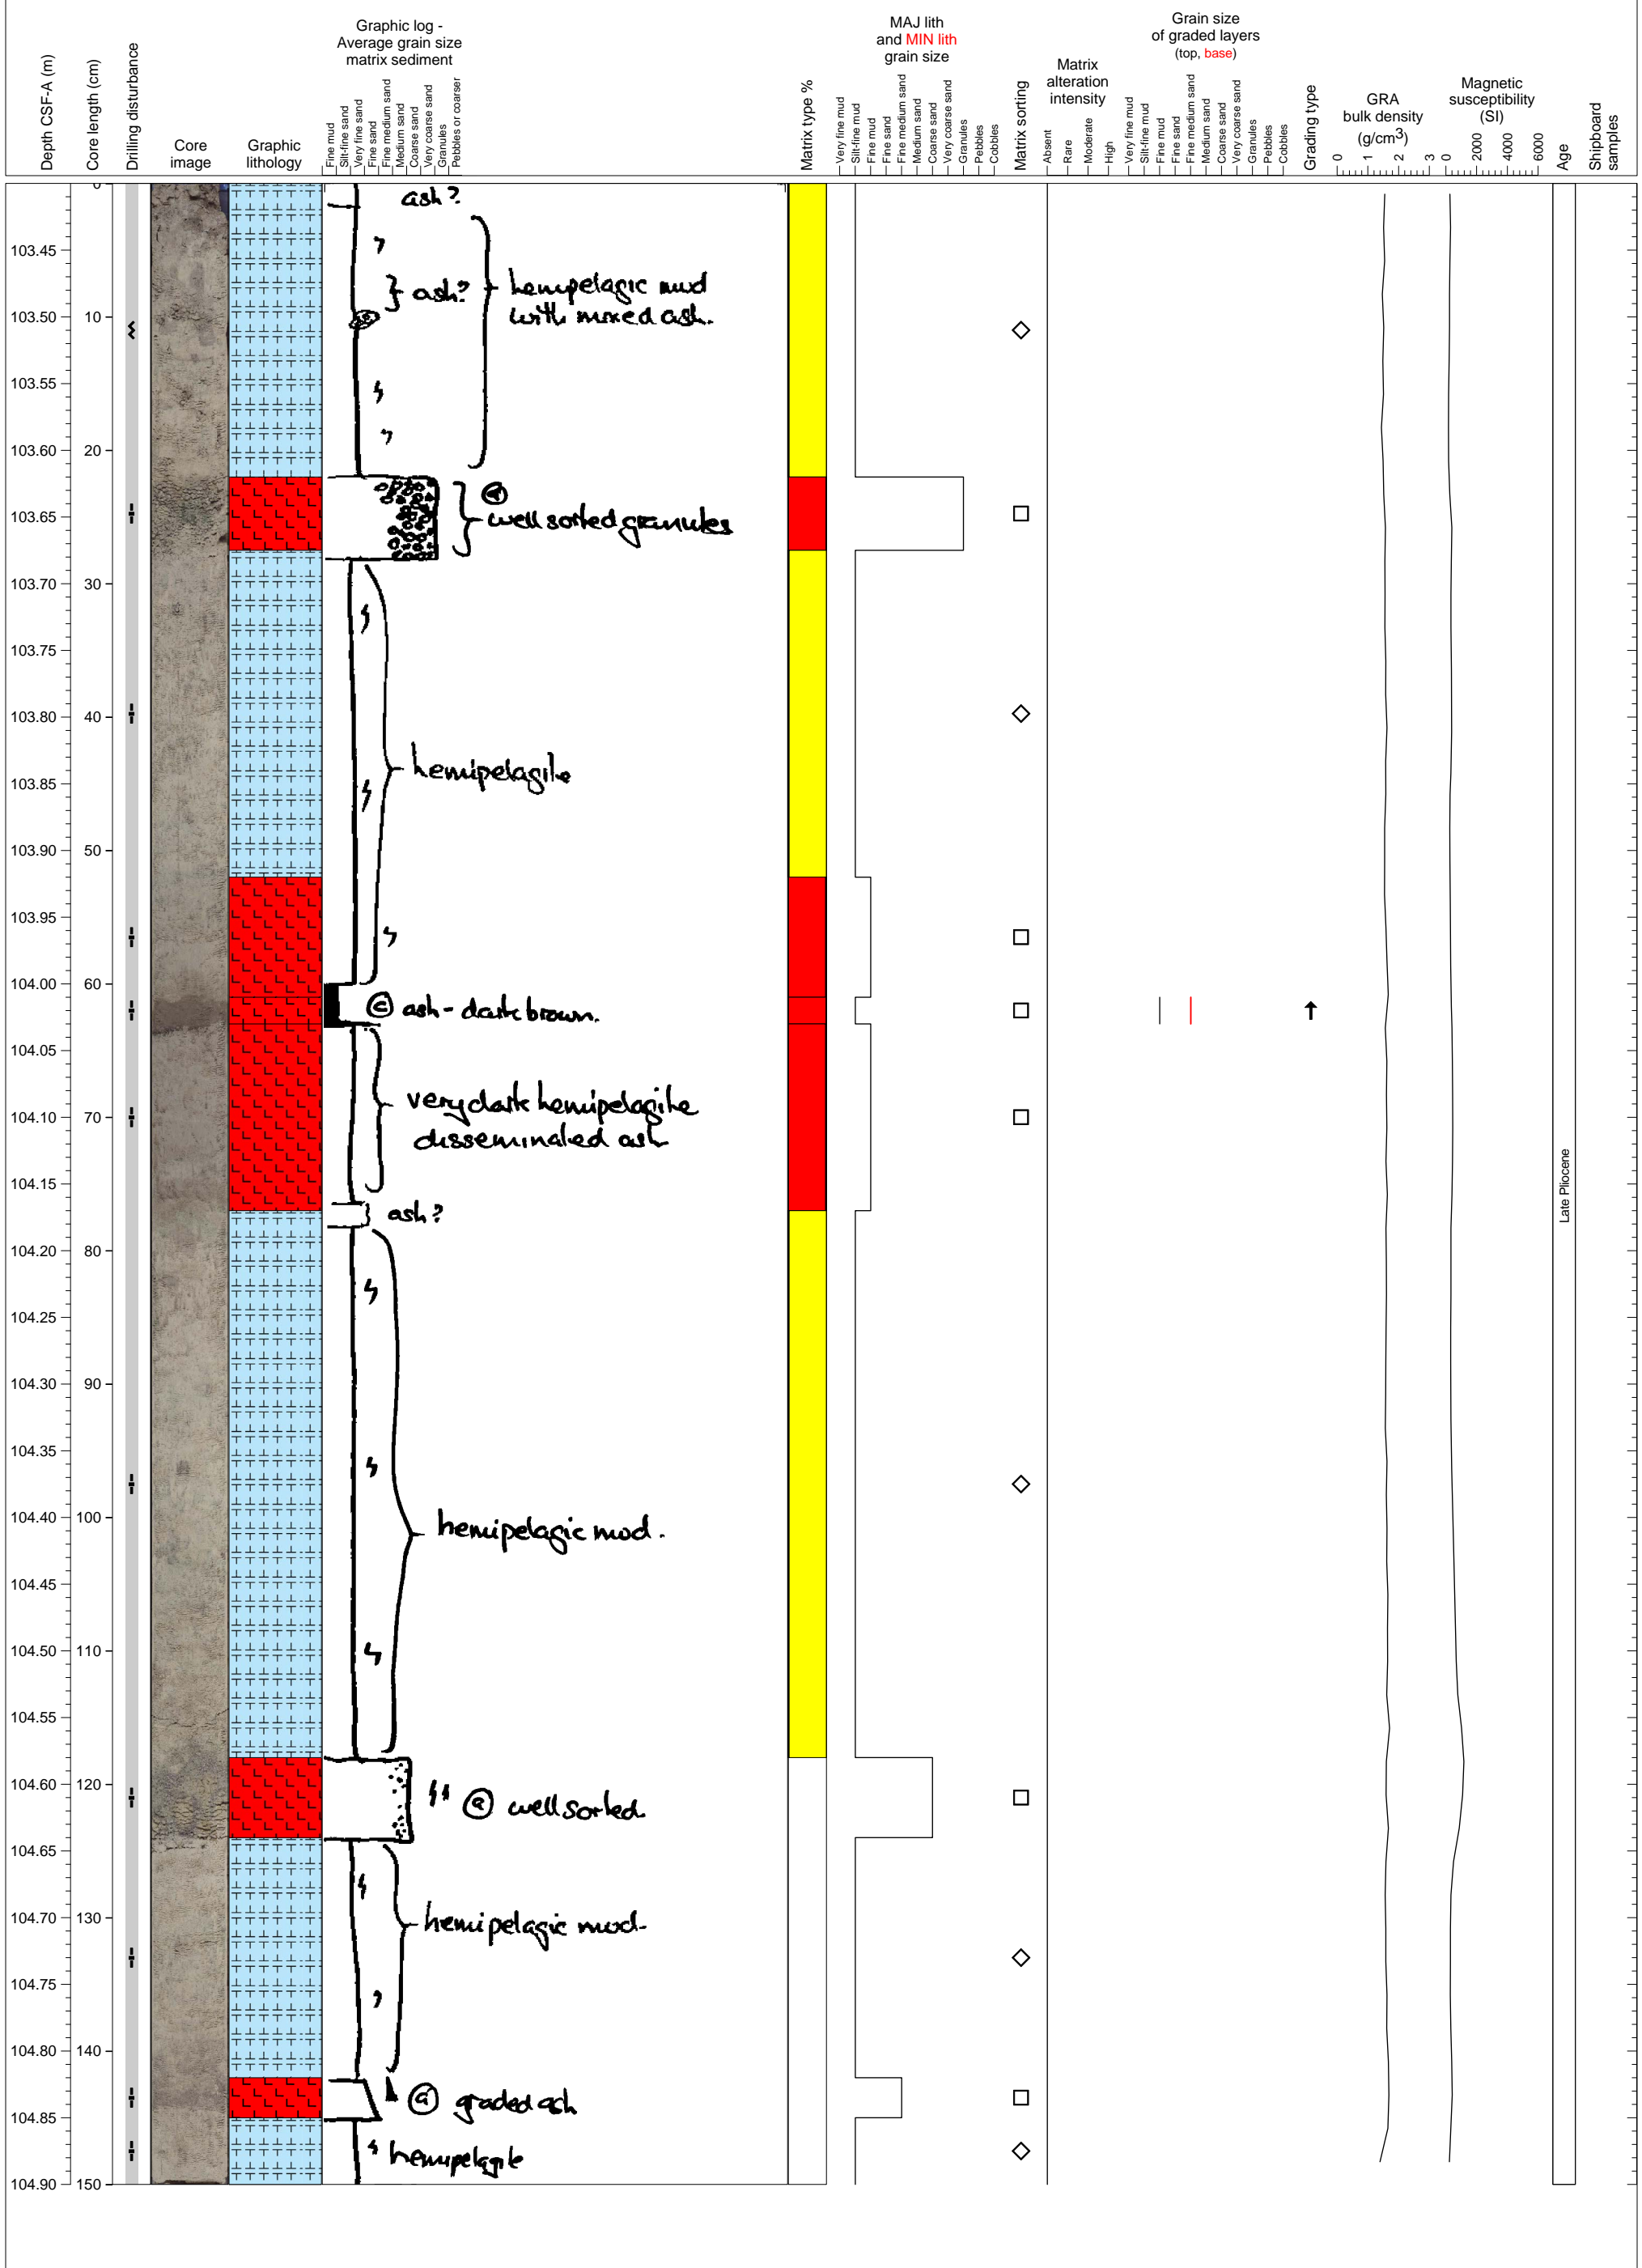 Depth CSF-A (m)
Core length (cm)
Drilling disturbance
Core
image
Graphic
lithology
Graphic log -
Average grain size
matrix sediment
Fine mud
Silt-fine sand
Very fine sand
Fine sand
Fine medium sand
Medium sand
Coarse sand
Very coarse sand
Granules
Pebbles or coarser
Matrix type %
MAJ lith
and MIN lith
grain size
Very fine mud
Silt-fine mud
Fine mud
Fine sand
Fine medium sand
Medium sand
Coarse sand
Very coarse sand
Granules
Pebbles
Cobbles
Matrix sorting
Matrix
alteration
intensity
Absent
Rare
Moderate
High
Grain size
of graded layers
(top, base)
Very fine mud
Silt-fine mud
Fine mud
Fine sand
Fine medium sand
Medium sand
Coarse sand
Very coarse sand
Granules
Pebbles
Cobbles
Grading type
GRA
bulk density
(g/cm3)
0 1 2 3
Magnetic
susceptibility
(SI)
0 2000 4000 6000
Age
Shipboard
samples
0
ash?
103.45
ash?
hemipelagic mud
with mixed ash.
103.50 10
103.55
103.60 20
103.65
well sorted granules
103.70 30
103.75
103.80 40
hemipelagite
103.85
103.90 50
103.95
104.00 60
c ash - dark brown.
104.05
very dark hemipelagite
104.10 70
disseminated ash
104.15
ash?
Late Pliocene
104.20 80
104.25
104.30 90
104.35
104.40 100
hemipelagic mud.
104.45
104.50 110
104.55
104.60 120
a well sorted.
104.65
104.70 130
hemipelagic mud.
104.75
104.80 140
graded ash
104.85
hemipelagite
104.90 150